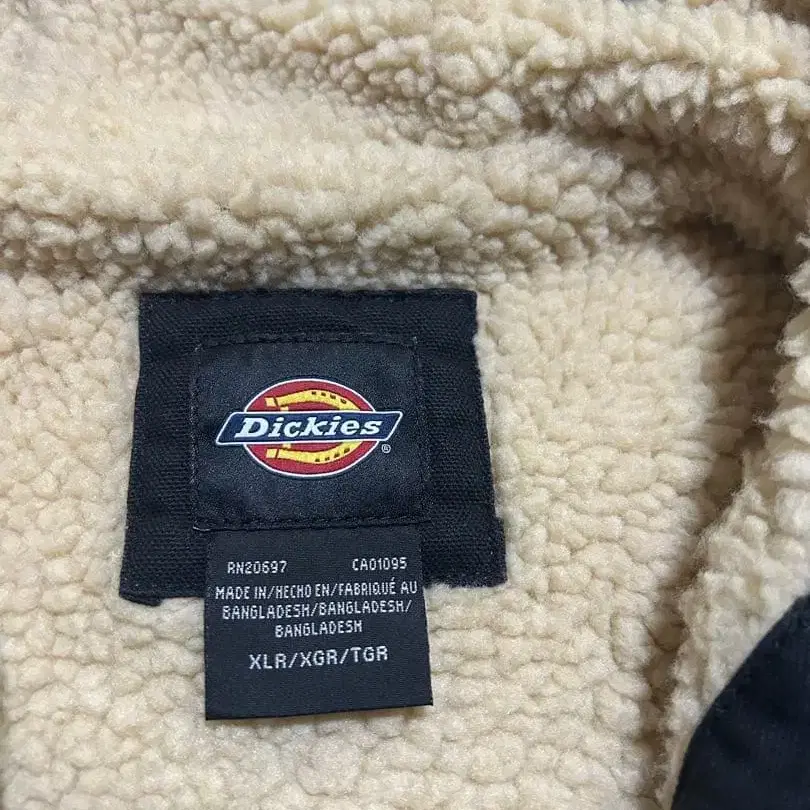 Dickies
®
RN20697 CA01095
MADE IN/HECHO EN/FABRIQUÉ AU
BANGLADESH/BANGLADESH/
BANGLADESH
XLR/XGR/TGR